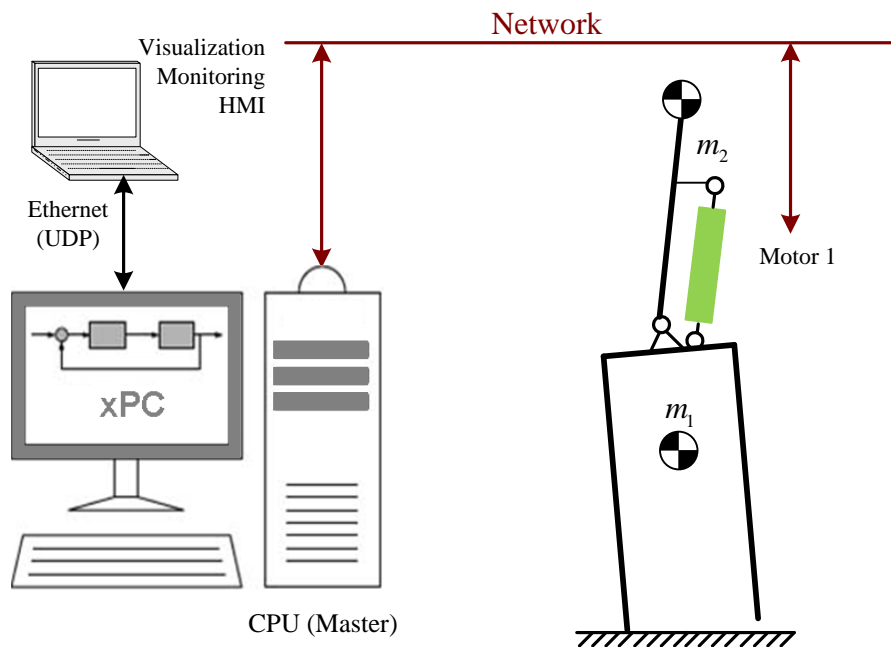 Network
Visualization
Monitoring
HMI
m₂
Ethernet
(UDP)
Motor 1
xPC
m₁
CPU (Master)